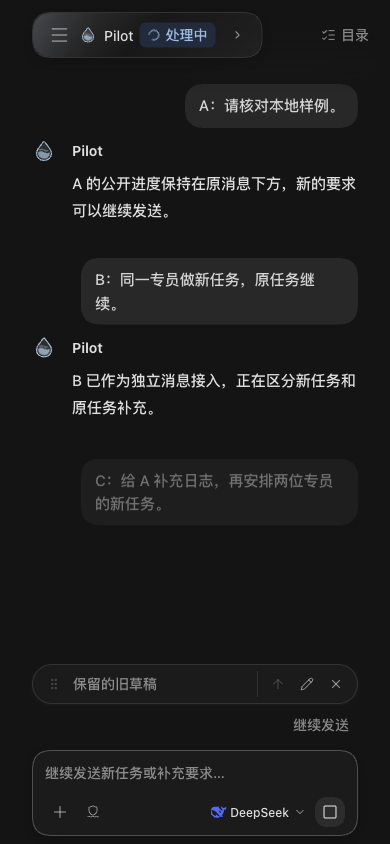 Pilot 处理中
目录
A：请核对本地样例。
Pilot
A 的公开进度保持在原消息下方，新的要求
可以继续发送。
B：同一专员做新任务，原任务继
续。
Pilot
B 已作为独立消息接入，正在区分新任务和
原任务补充。
C：给 A 补充日志，再安排两位专员
的新任务。
保留的旧草稿
继续发送
继续发送新任务或补充要求...
DeepSeek